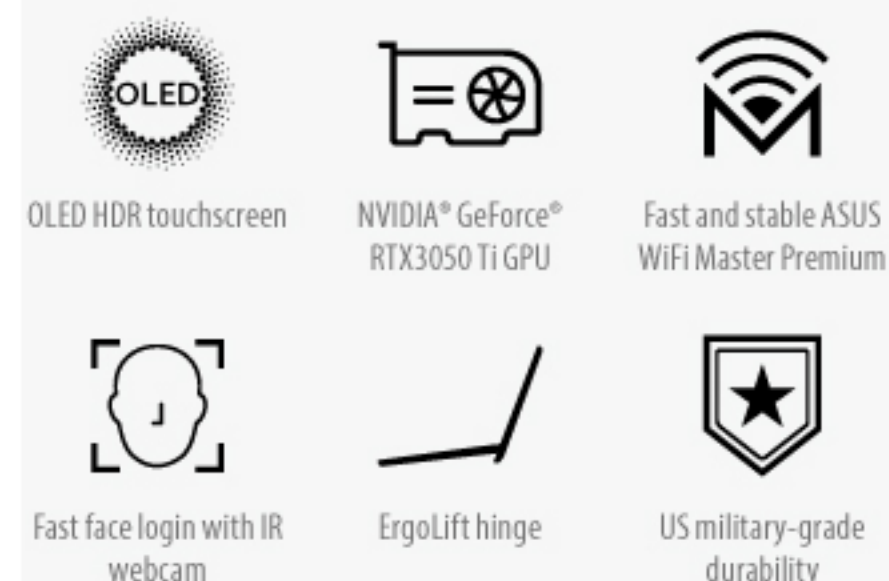 OLED
OLED HDR touchscreen
NVIDIA® GeForce®
RTX3050 Ti GPU
Fast and stable ASUS
WiFi Master Premium
Fast face login with IR
webcam
ErgoLift hinge
US military-grade
durability